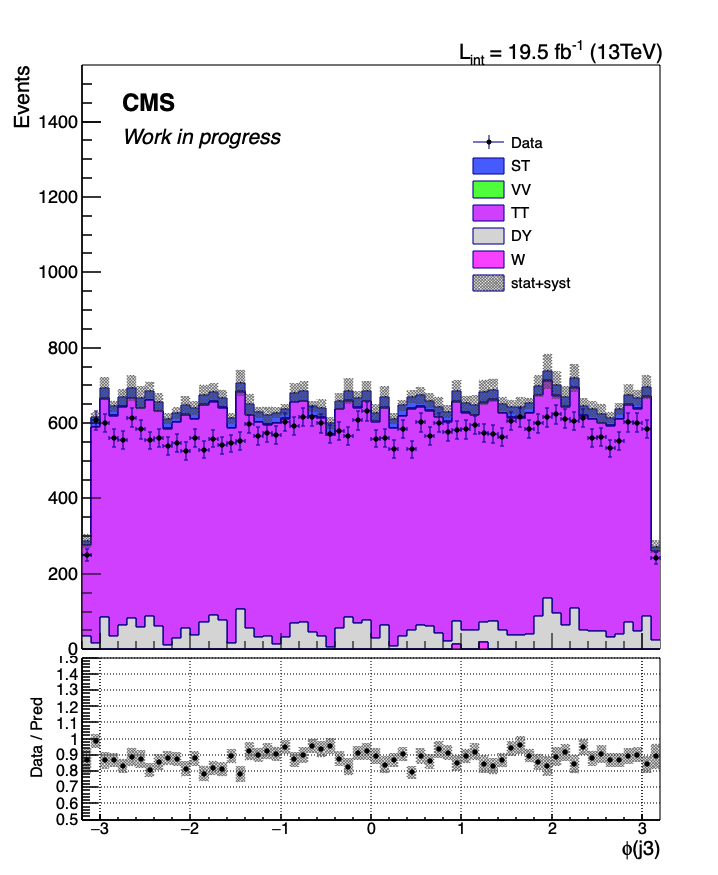 L_int = 19.5 fb⁻¹ (13TeV)
Events
CMS
Work in progress
Data
ST
VV
TT
DY
W
stat+syst
1400
1200
1000
800
600
400
200
0
Data / Pred
1.5
1.4
1.3
1.2
1.1
1
0.9
0.8
0.7
0.6
0.5
−3 −2 −1 0 1 2 3
ϕ(j3)